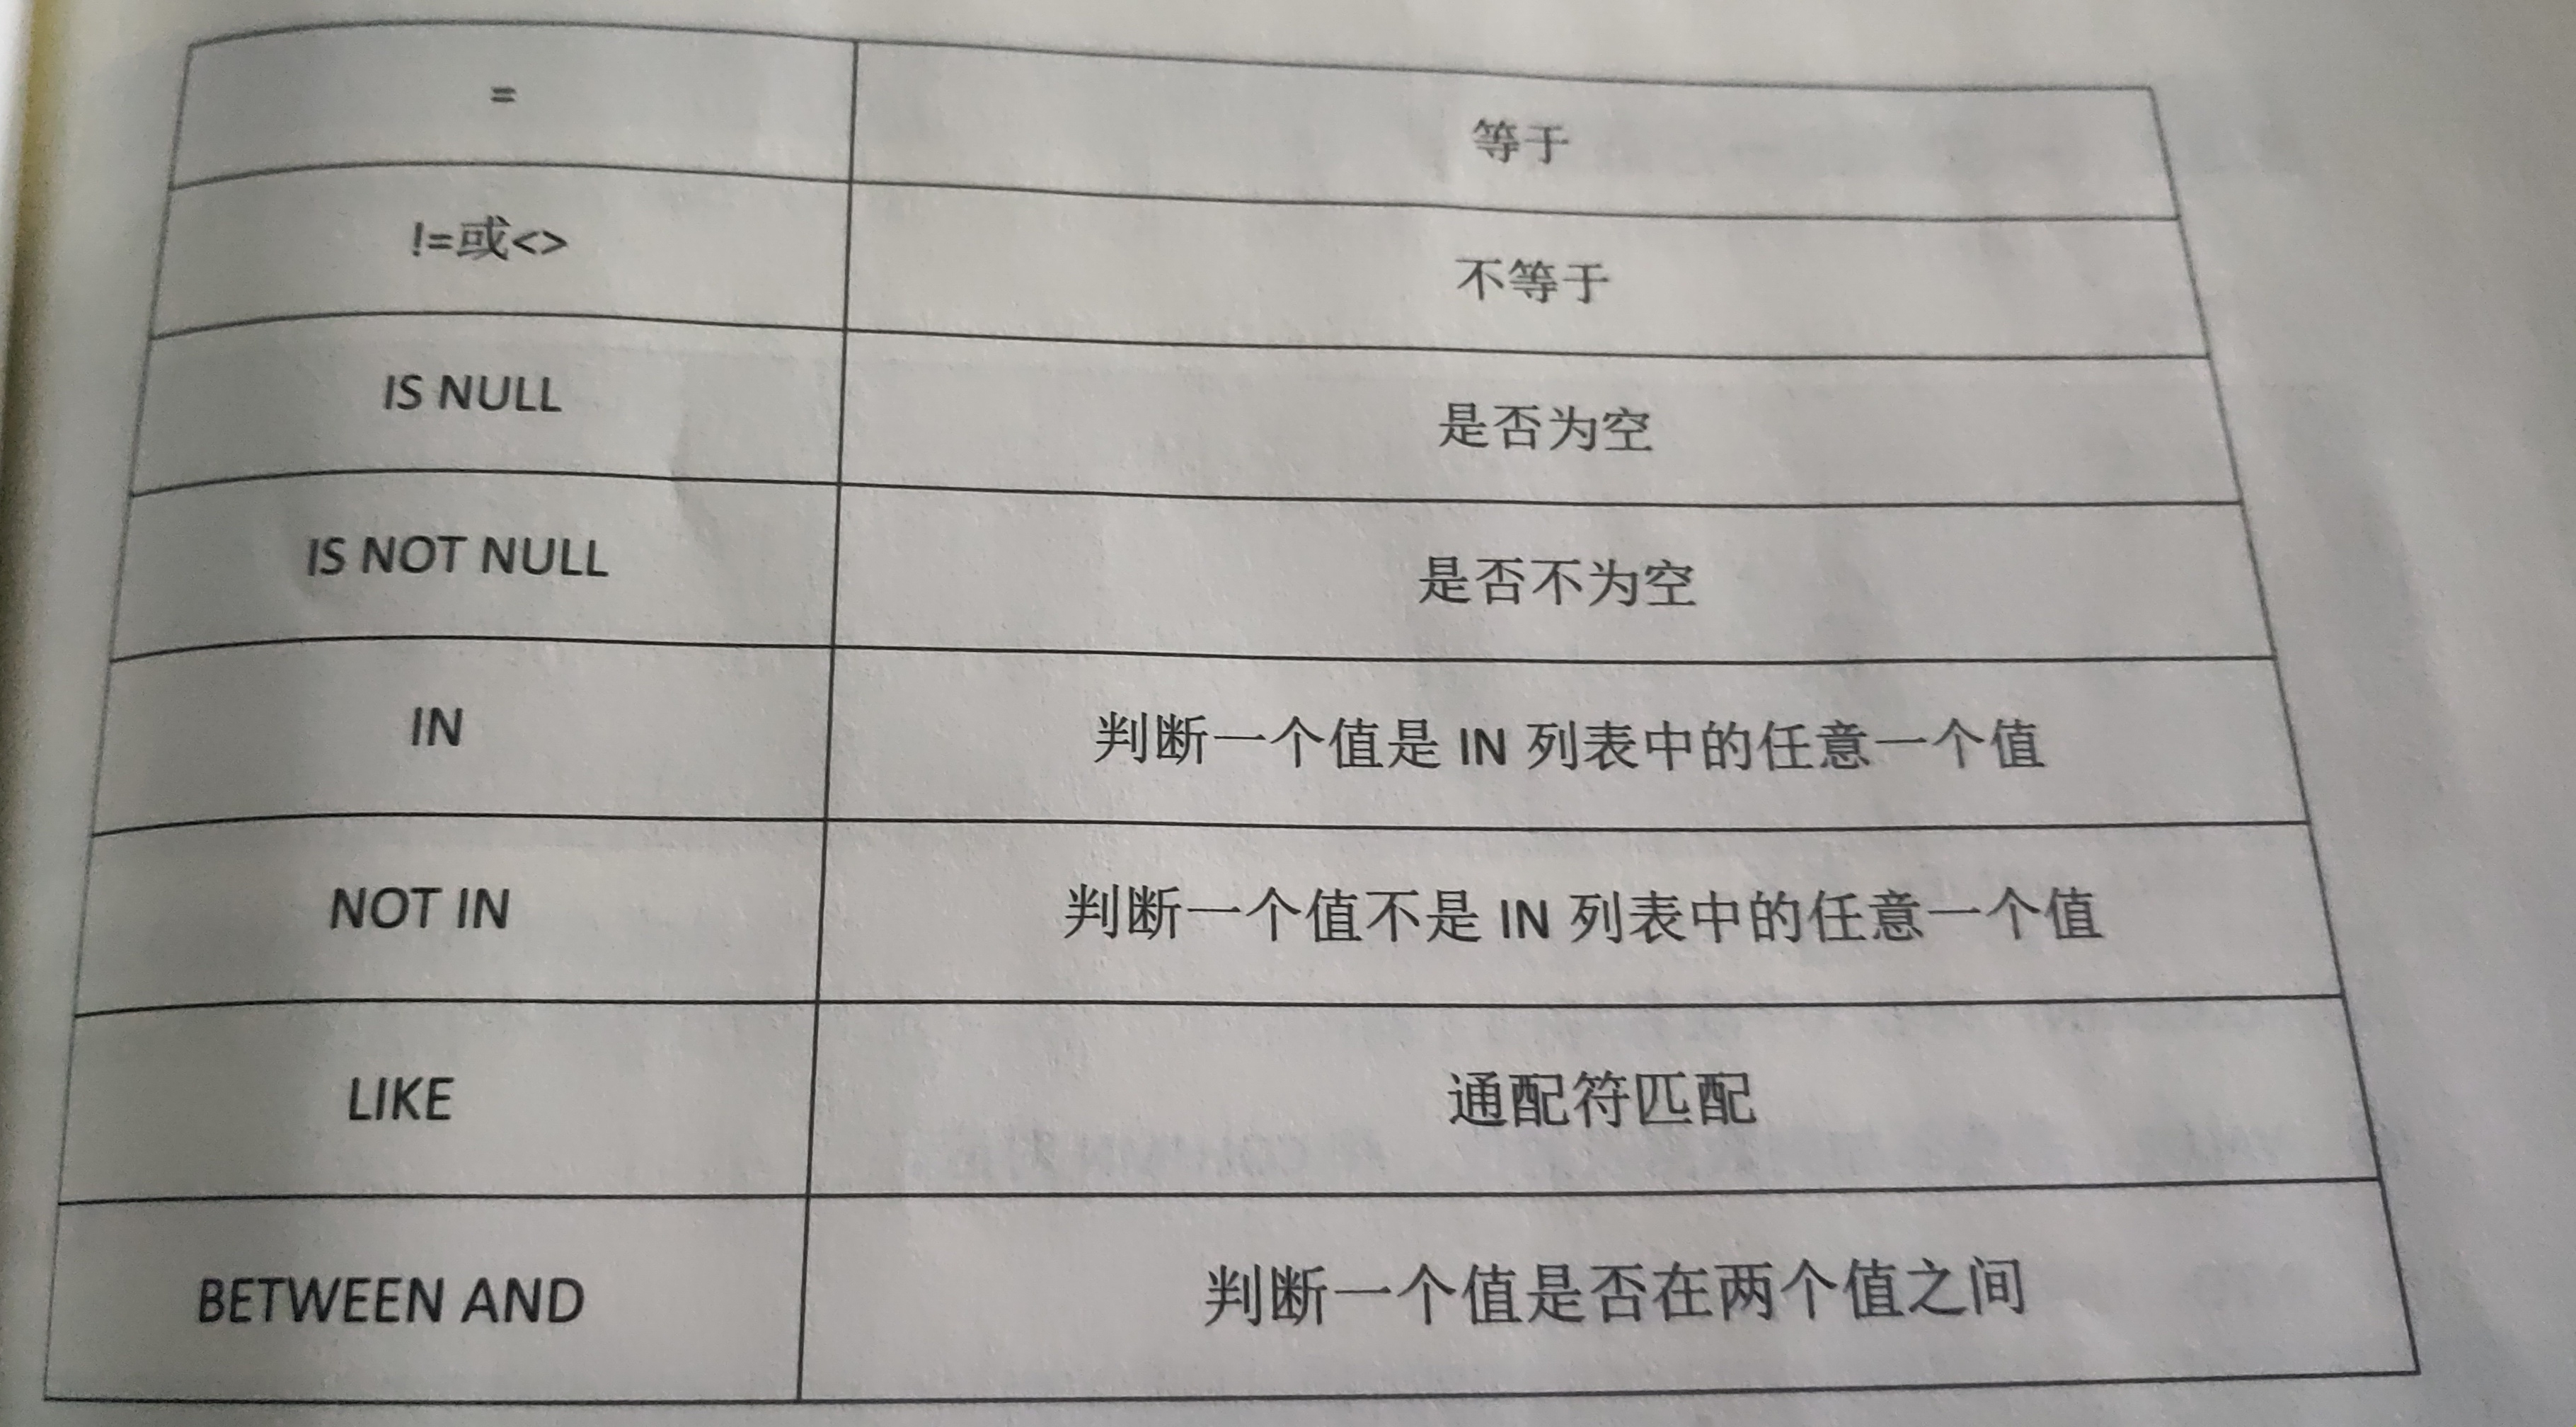 = 等于
!=或<> 不等于
IS NULL 是否为空
IS NOT NULL 是否不为空
IN 判断一个值是 IN 列表中的任意一个值
NOT IN 判断一个值不是 IN 列表中的任意一个值
LIKE 通配符匹配
BETWEEN AND 判断一个值是否在两个值之间